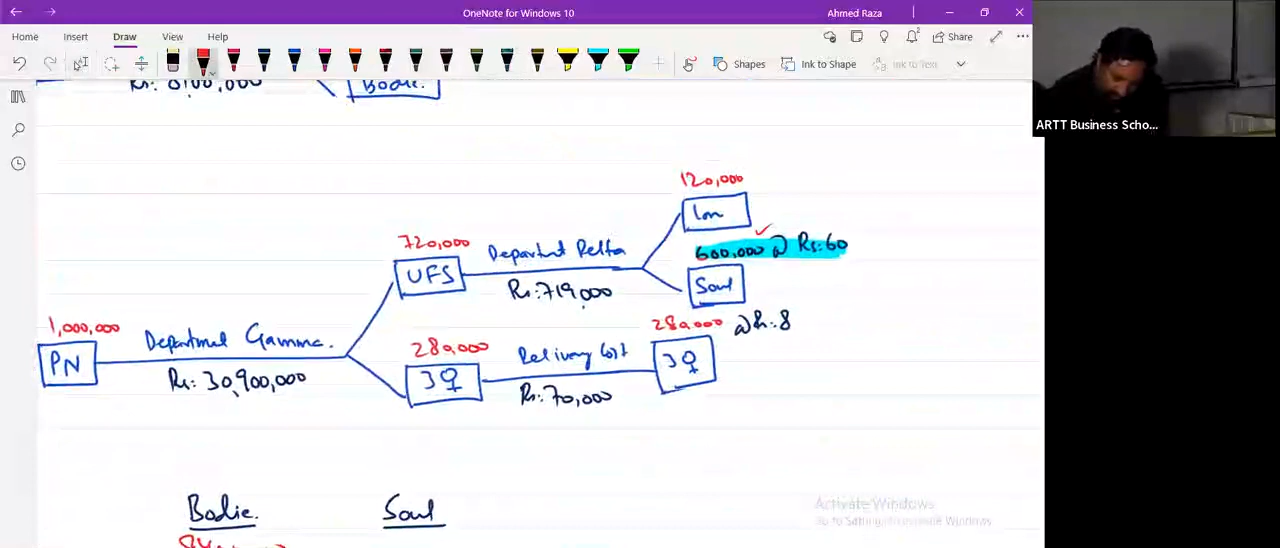 OneNote for Windows 10
Ahmed Raza
Home Insert Draw View Help
Share
Shapes
Ink to Shape
Ink to Text
ARTT Business Scho...
Rs: 8100,000
Bodie.
120,000
Lon
720,000
UFS
Department Delta
Rs: 719,000
600,000 @ Rs: 60
Soul
1,000,000
PN
Department Gamma.
Rs: 30,900,000
280,000
3Q
Delivery Cost
Rs: 70,000
280,000 @ Rs: 8
3Q
Bodie.
Soul
Activate Windows
Go to Settings to activate Windows